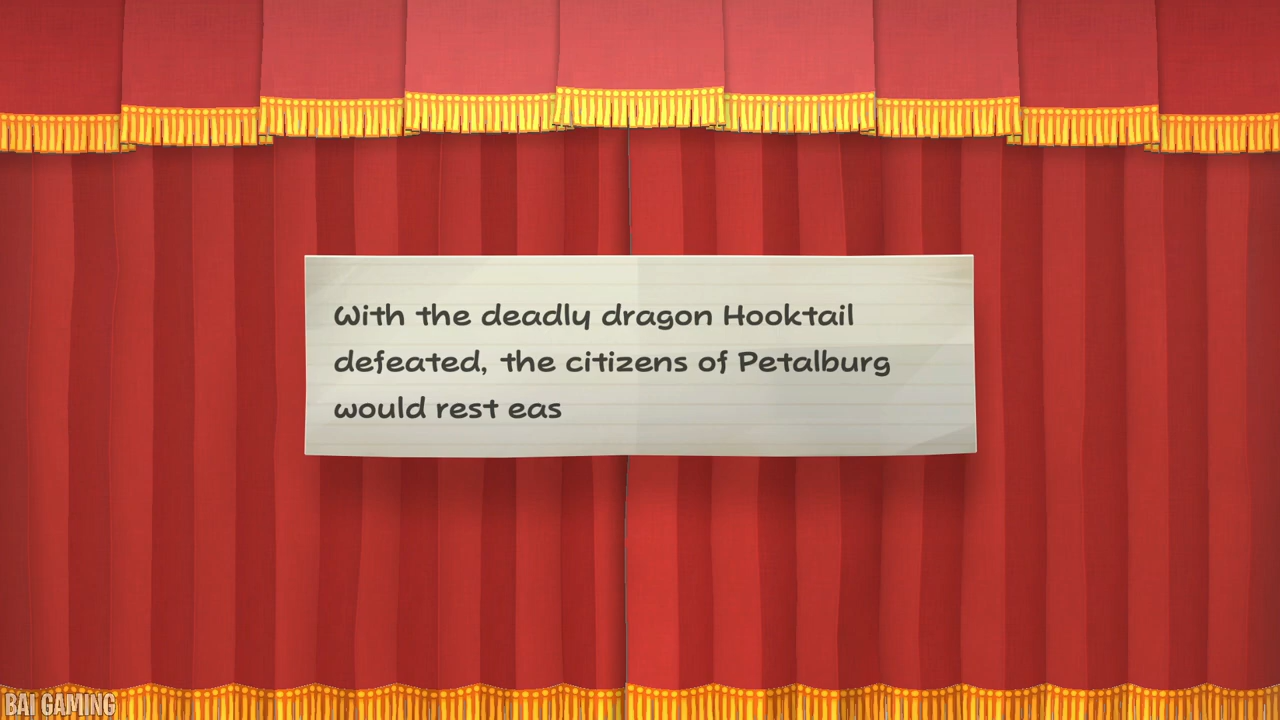 With the deadly dragon Hooktail
defeated, the citizens of Petalburg
would rest eas
BAI GAMING